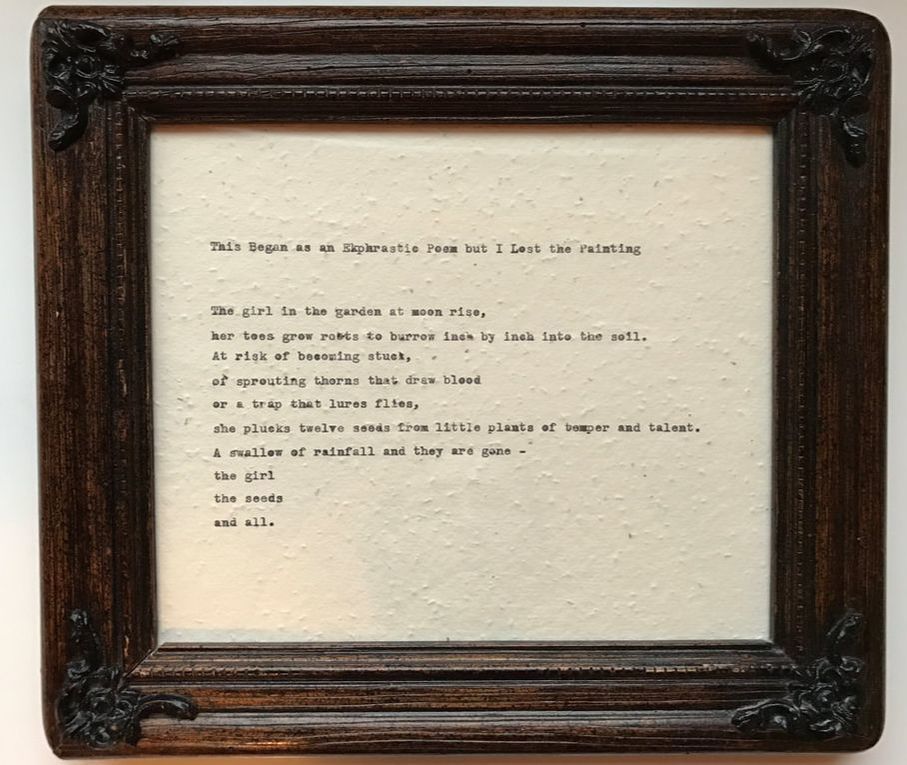 This Began as an Ekphrastic Poem but I Lost the Painting
The girl in the garden at moon rise,
her toes grow roots to burrow inch by inch into the soil.
At risk of becoming stuck,
of sprouting thorns that draw blood
or a trap that lures flies,
she plucks twelve seeds from little plants of temper and talent.
A swallow of rainfall and they are gone -
the girl
the seeds
and all.